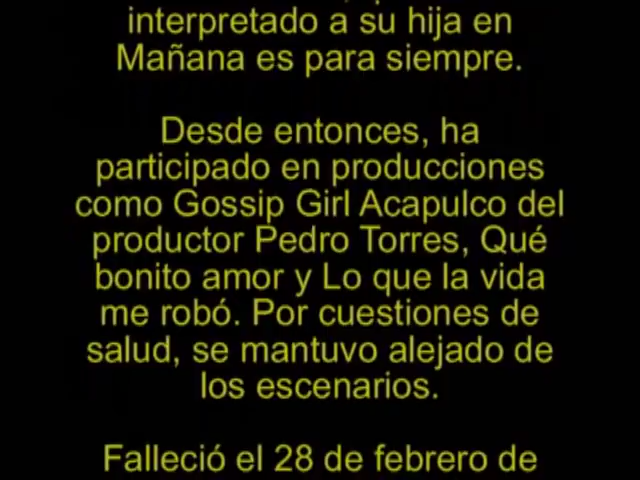 interpretado a su hija en
Mañana es para siempre.
Desde entonces, ha
participado en producciones
como Gossip Girl Acapulco del
productor Pedro Torres, Qué
bonito amor y Lo que la vida
me robó. Por cuestiones de
salud, se mantuvo alejado de
los escenarios.
Falleció el 28 de febrero de